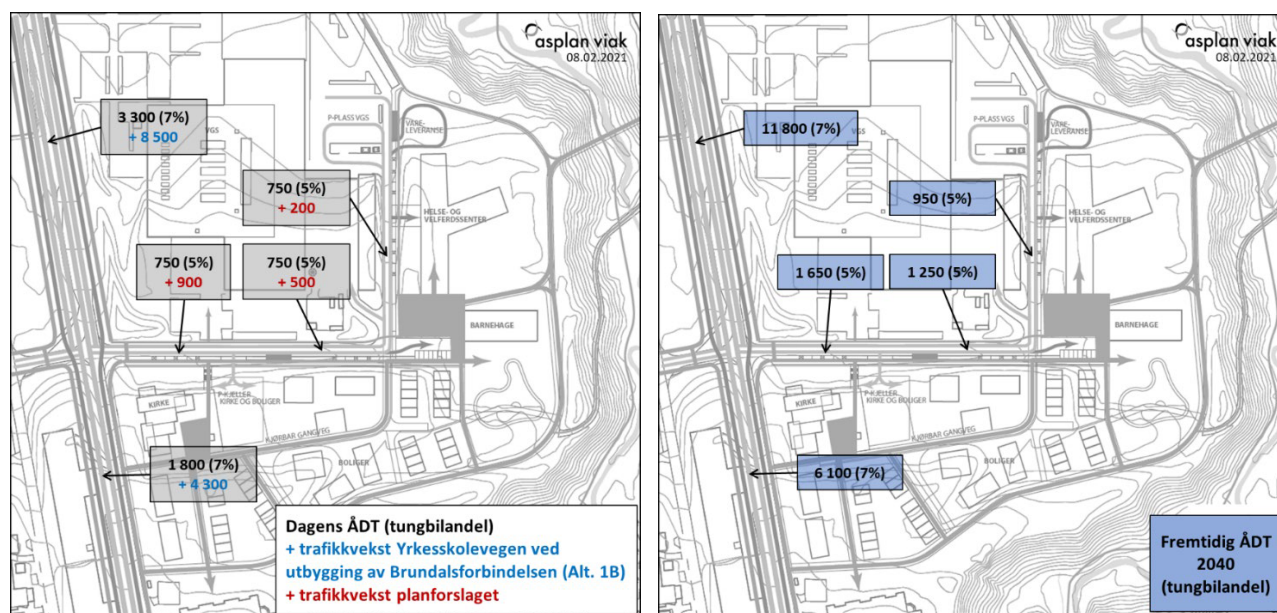 asplan viak
08.02.2021
3 300 (7%)
+ 8 500
P-PLASS VGS
VARE-
LEVERANSE
VGS
750 (5%)
+ 200
HELSE- OG
VELFERDSSENTER
750 (5%)
+ 900
750 (5%)
+ 500
BARNEHAGE
P-KJELLER
KIRKE OG BOLIGER
KIRKE
KJØRBAR GANGVEG
BOLIGER
1 800 (7%)
+ 4 300
Dagens ÅDT (tungbilandel)
+ trafikkvekst Yrkesskolevegen ved
utbygging av Brundalsforbindelsen (Alt. 1B)
+ trafikkvekst planforslaget
asplan viak
08.02.2021
11 800 (7%)
P-PLASS VGS
VARE-
LEVERANSE
VGS
950 (5%)
HELSE- OG
VELFERDSSENTER
1 650 (5%)
1 250 (5%)
BARNEHAGE
P-KJELLER
KIRKE OG BOLIGER
KIRKE
KJØRBAR GANGVEG
BOLIGER
6 100 (7%)
Fremtidig ÅDT
2040
(tungbilandel)